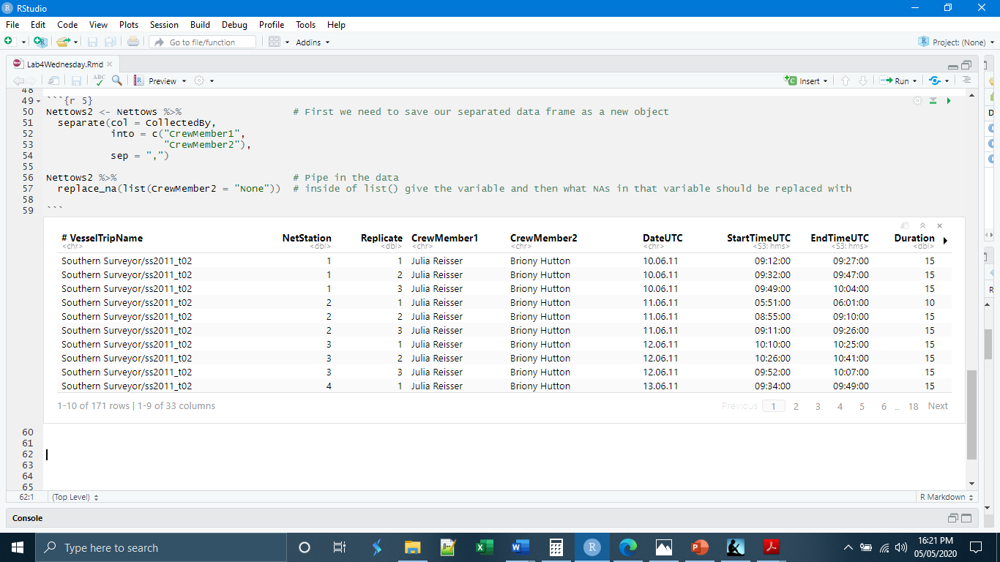 RStudio
File Edit Code View Plots Session Build Debug Profile Tools Help
Go to file/function Addins Project: (None)
Lab4Wednesday.Rmd
ABC Preview Insert Run
48
49 ```{r 5}
50 Nettows2 <- Nettows %>% # First we need to save our separated data frame as a new object
51 separate(col = CollectedBy,
52 into = c("CrewMember1",
53 "CrewMember2"),
54 sep = ",")
55
56 Nettows2 %>% # Pipe in the data
57 replace_na(list(CrewMember2 = "None")) # inside of list() give the variable and then what NAs in that variable should be replaced with
58
59 ```
# VesselTripName NetStation Replicate CrewMember1 CrewMember2 DateUTC StartTimeUTC EndTimeUTC Duration
<chr> <dbl> <dbl> <chr> <chr> <chr> <S3: hms> <S3: hms> <dbl>
Southern Surveyor/ss2011_t02 1 1 Julia Reisser Briony Hutton 10.06.11 09:12:00 09:27:00 15
Southern Surveyor/ss2011_t02 1 2 Julia Reisser Briony Hutton 10.06.11 09:32:00 09:47:00 15
Southern Surveyor/ss2011_t02 1 3 Julia Reisser Briony Hutton 10.06.11 09:49:00 10:04:00 15
Southern Surveyor/ss2011_t02 2 1 Julia Reisser Briony Hutton 11.06.11 05:51:00 06:01:00 10
Southern Surveyor/ss2011_t02 2 2 Julia Reisser Briony Hutton 11.06.11 08:55:00 09:10:00 15
Southern Surveyor/ss2011_t02 2 3 Julia Reisser Briony Hutton 11.06.11 09:11:00 09:26:00 15
Southern Surveyor/ss2011_t02 3 1 Julia Reisser Briony Hutton 12.06.11 10:10:00 10:25:00 15
Southern Surveyor/ss2011_t02 3 2 Julia Reisser Briony Hutton 12.06.11 10:26:00 10:41:00 15
Southern Surveyor/ss2011_t02 3 3 Julia Reisser Briony Hutton 12.06.11 09:52:00 10:07:00 15
Southern Surveyor/ss2011_t02 4 1 Julia Reisser Briony Hutton 13.06.11 09:34:00 09:49:00 15
1-10 of 171 rows | 1-9 of 33 columns Previous 1 2 3 4 5 6 ... 18 Next
60
61
62
63
64
65
62:1 (Top Level) R Markdown
Console
Type here to search
16:21 PM
05/05/2020